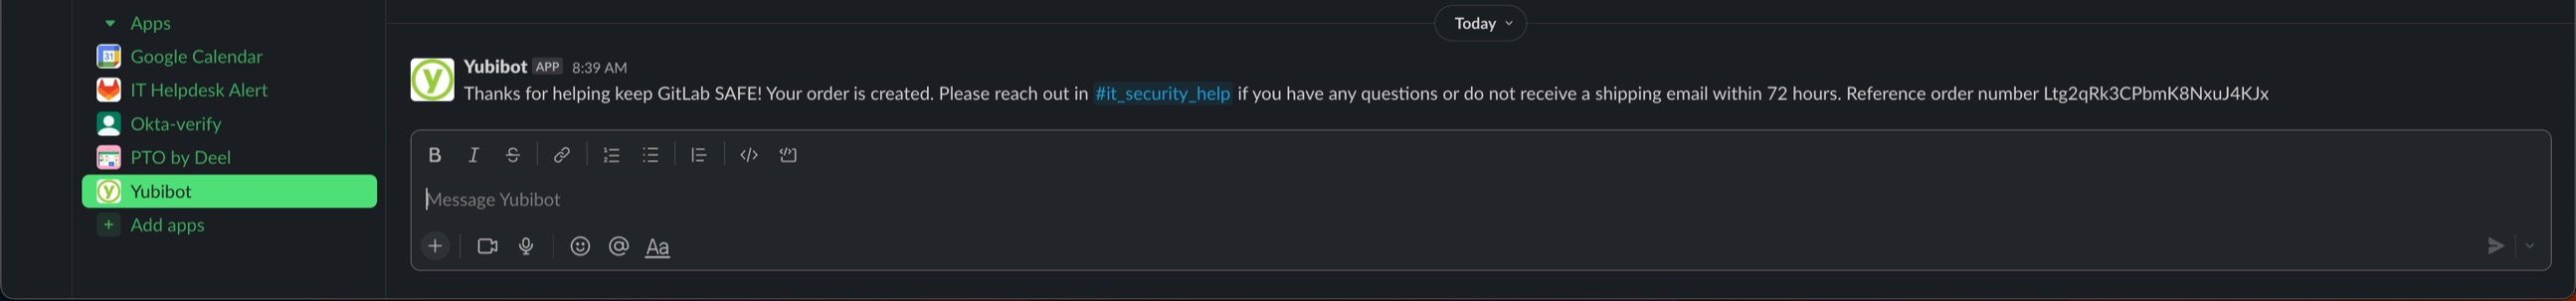 Apps
Google Calendar
IT Helpdesk Alert
Okta-verify
PTO by Deel
Yubibot
Add apps
Today
Yubibot APP 8:39 AM
Thanks for helping keep GitLab SAFE! Your order is created. Please reach out in #it_security_help if you have any questions or do not receive a shipping email within 72 hours. Reference order number Ltg2qRk3CPbmK8NxuJ4KJx
Message Yubibot
Aa